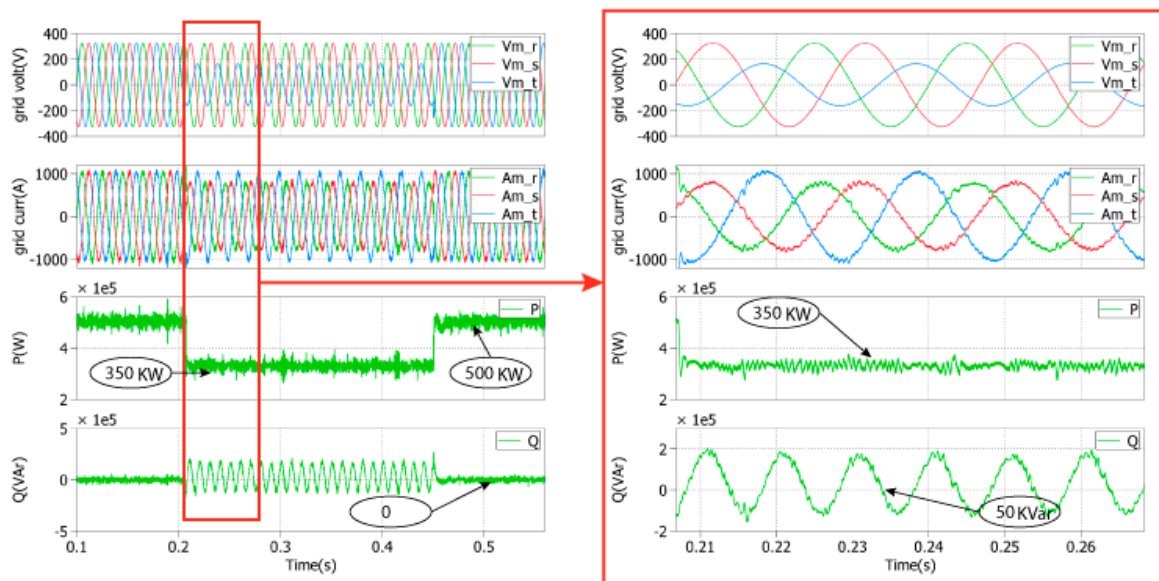 grid volt(V)
400
200
0
-200
-400
Vm_r
Vm_s
Vm_t
grid curr(A)
1000
0
-1000
Am_r
Am_s
Am_t
× 1e5
P(W)
6
4
2
P
350 KW
500 KW
× 1e5
Q(VAr)
5
0
-5
Q
0
0.1
0.2
0.3
0.4
0.5
Time(s)
grid volt(V)
400
200
0
-200
-400
Vm_r
Vm_s
Vm_t
grid curr(A)
1000
0
-1000
Am_r
Am_s
Am_t
× 1e5
P(W)
6
4
2
P
350 KW
× 1e5
Q(VAr)
2
0
-2
Q
50 KVar
0.21
0.22
0.23
0.24
0.25
0.26
Time(s)